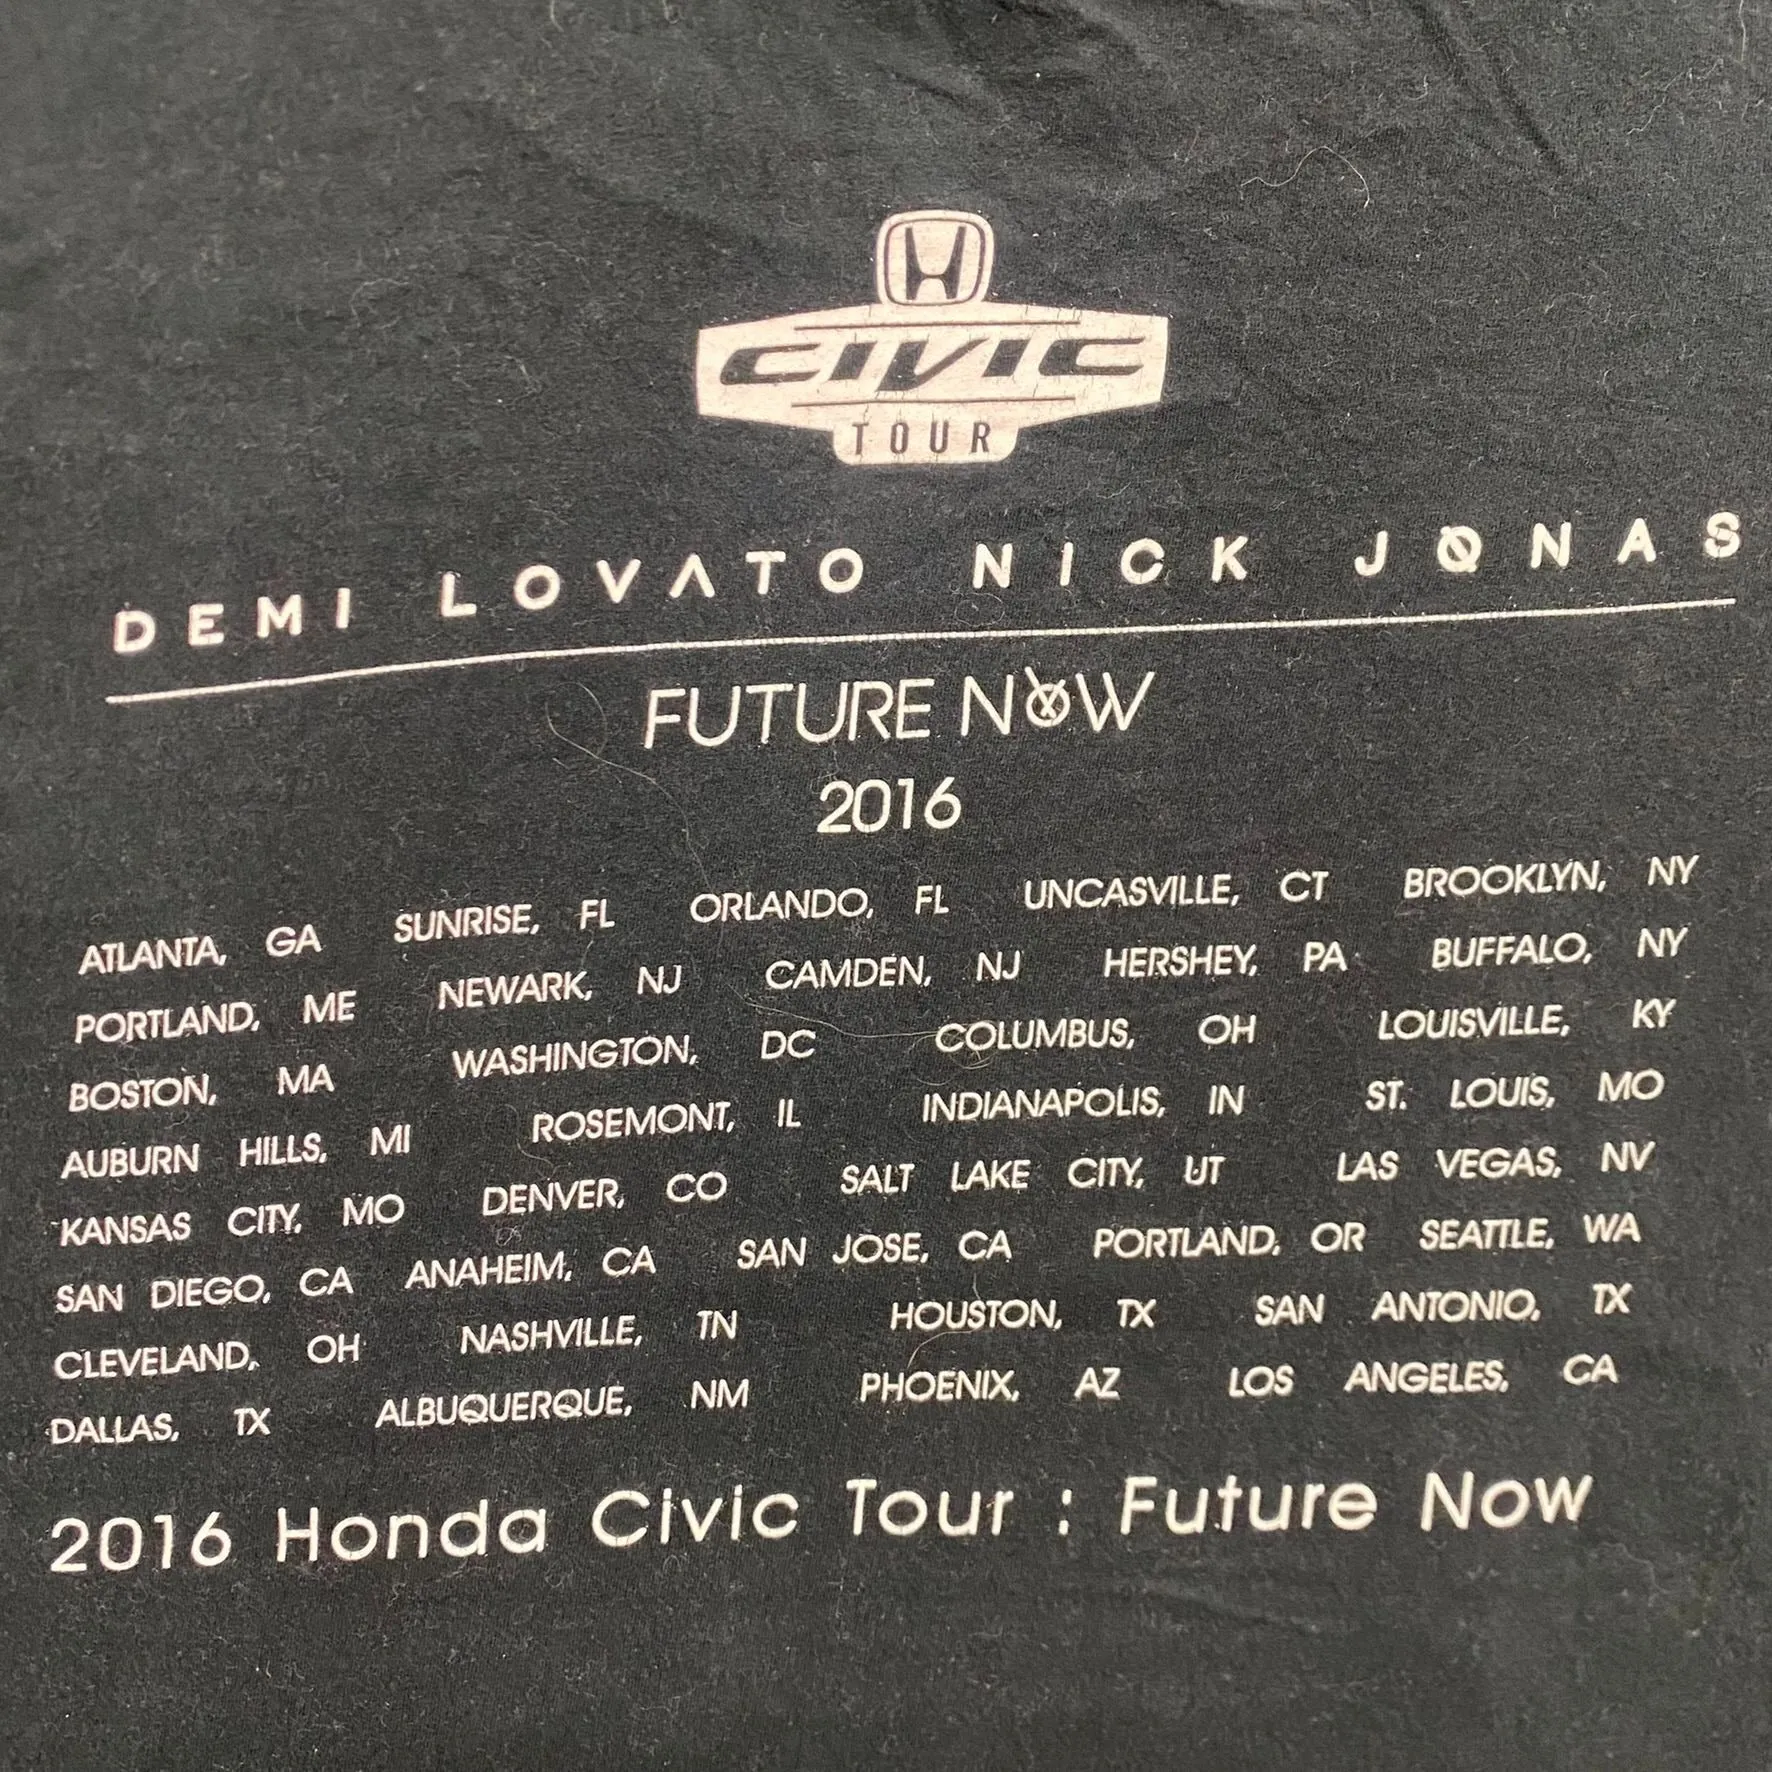 CIVIC
TOUR
DEMI LOVATO NICK JONAS
FUTURE NOW
2016
ATLANTA, GA SUNRISE, FL ORLANDO, FL UNCASVILLE, CT BROOKLYN, NY
PORTLAND, ME NEWARK, NJ CAMDEN, NJ HERSHEY, PA BUFFALO, NY
BOSTON, MA WASHINGTON, DC COLUMBUS, OH LOUISVILLE, KY
AUBURN HILLS, MI ROSEMONT, IL INDIANAPOLIS, IN ST. LOUIS, MO
KANSAS CITY, MO DENVER, CO SALT LAKE CITY, UT LAS VEGAS, NV
SAN DIEGO, CA ANAHEIM, CA SAN JOSE, CA PORTLAND, OR SEATTLE, WA
CLEVELAND, OH NASHVILLE, TN HOUSTON, TX SAN ANTONIO, TX
DALLAS, TX ALBUQUERQUE, NM PHOENIX, AZ LOS ANGELES, CA
2016 Honda Civic Tour : Future Now